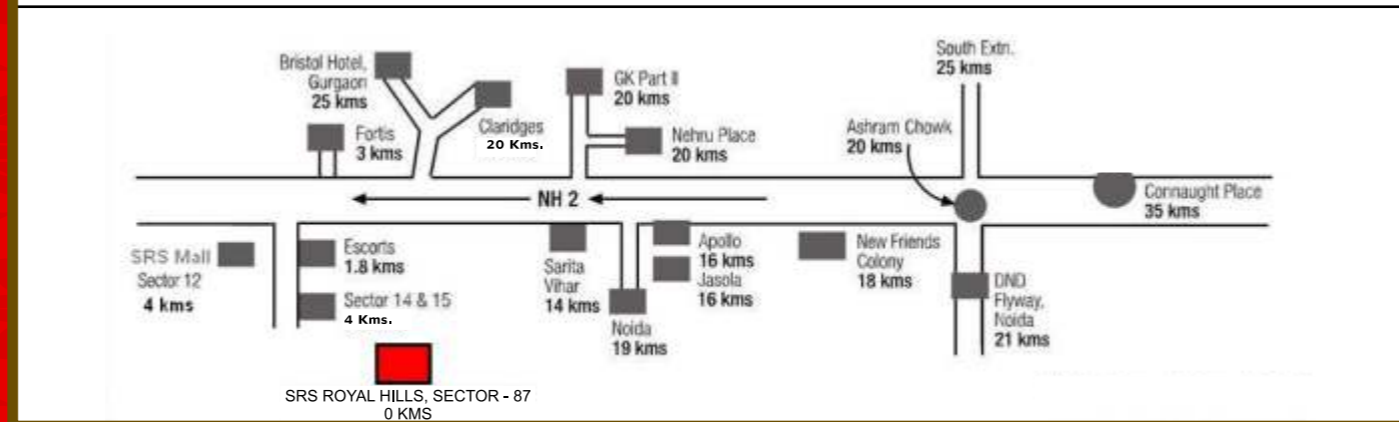 Bristol Hotel,
Gurgaon
25 kms
Fortis
3 kms
Claridges
20 Kms.
GK Part II
20 kms
Nehru Place
20 kms
South Extn.
25 kms
Ashram Chowk
20 kms
Connaught Place
35 kms
NH 2
SRS Mall
Sector 12
4 kms
Escorts
1.8 kms
Sector 14 & 15
4 Kms.
Sarita
Vihar
14 kms
Noida
19 kms
Apollo
16 kms
Jasola
16 kms
New Friends
Colony
18 kms
DND
Flyway,
Noida
21 kms
SRS ROYAL HILLS, SECTOR - 87
0 KMS